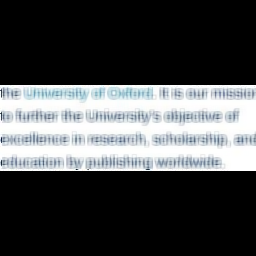 the University of Oxford. It is our mission
to further the University's objective of
excellence in research, scholarship, and
education by publishing worldwide.